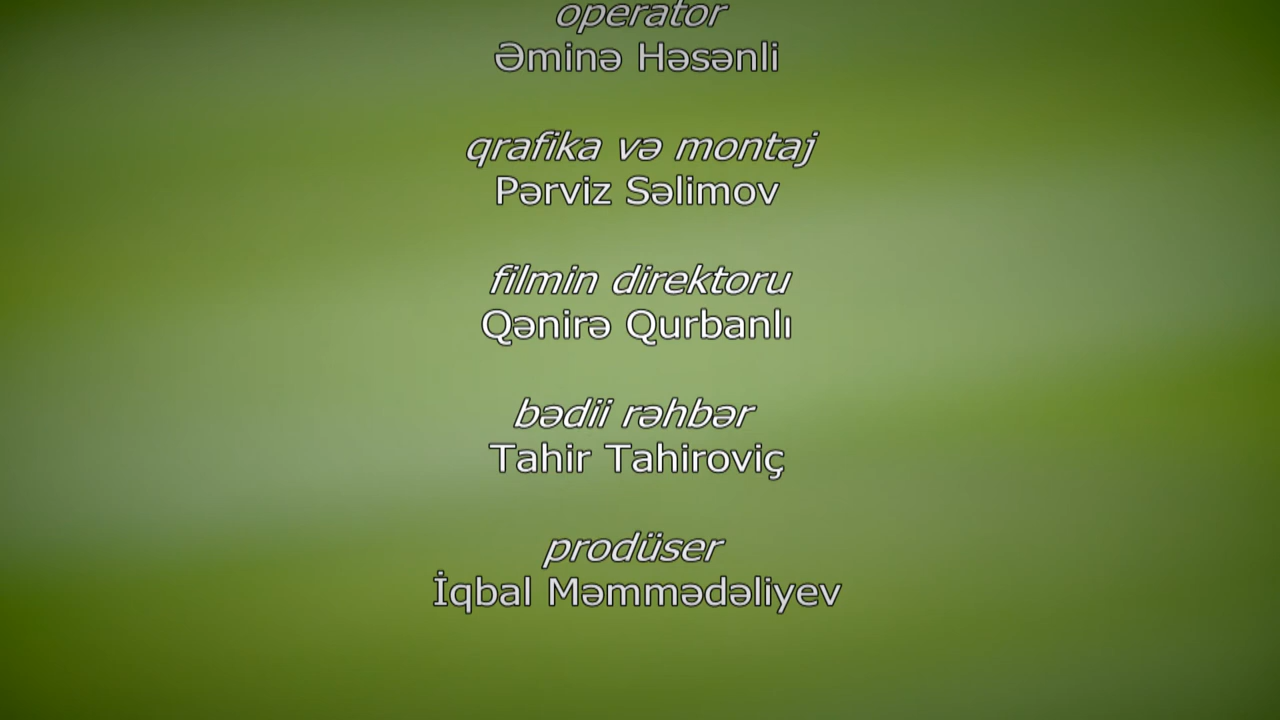 operator
Əminə Həsənli
qrafika və montaj
Pərviz Səlimov
filmin direktoru
Qənirə Qurbanlı
bədii rəhbər
Tahir Tahiroviç
prodüser
İqbal Məmmədəliyev